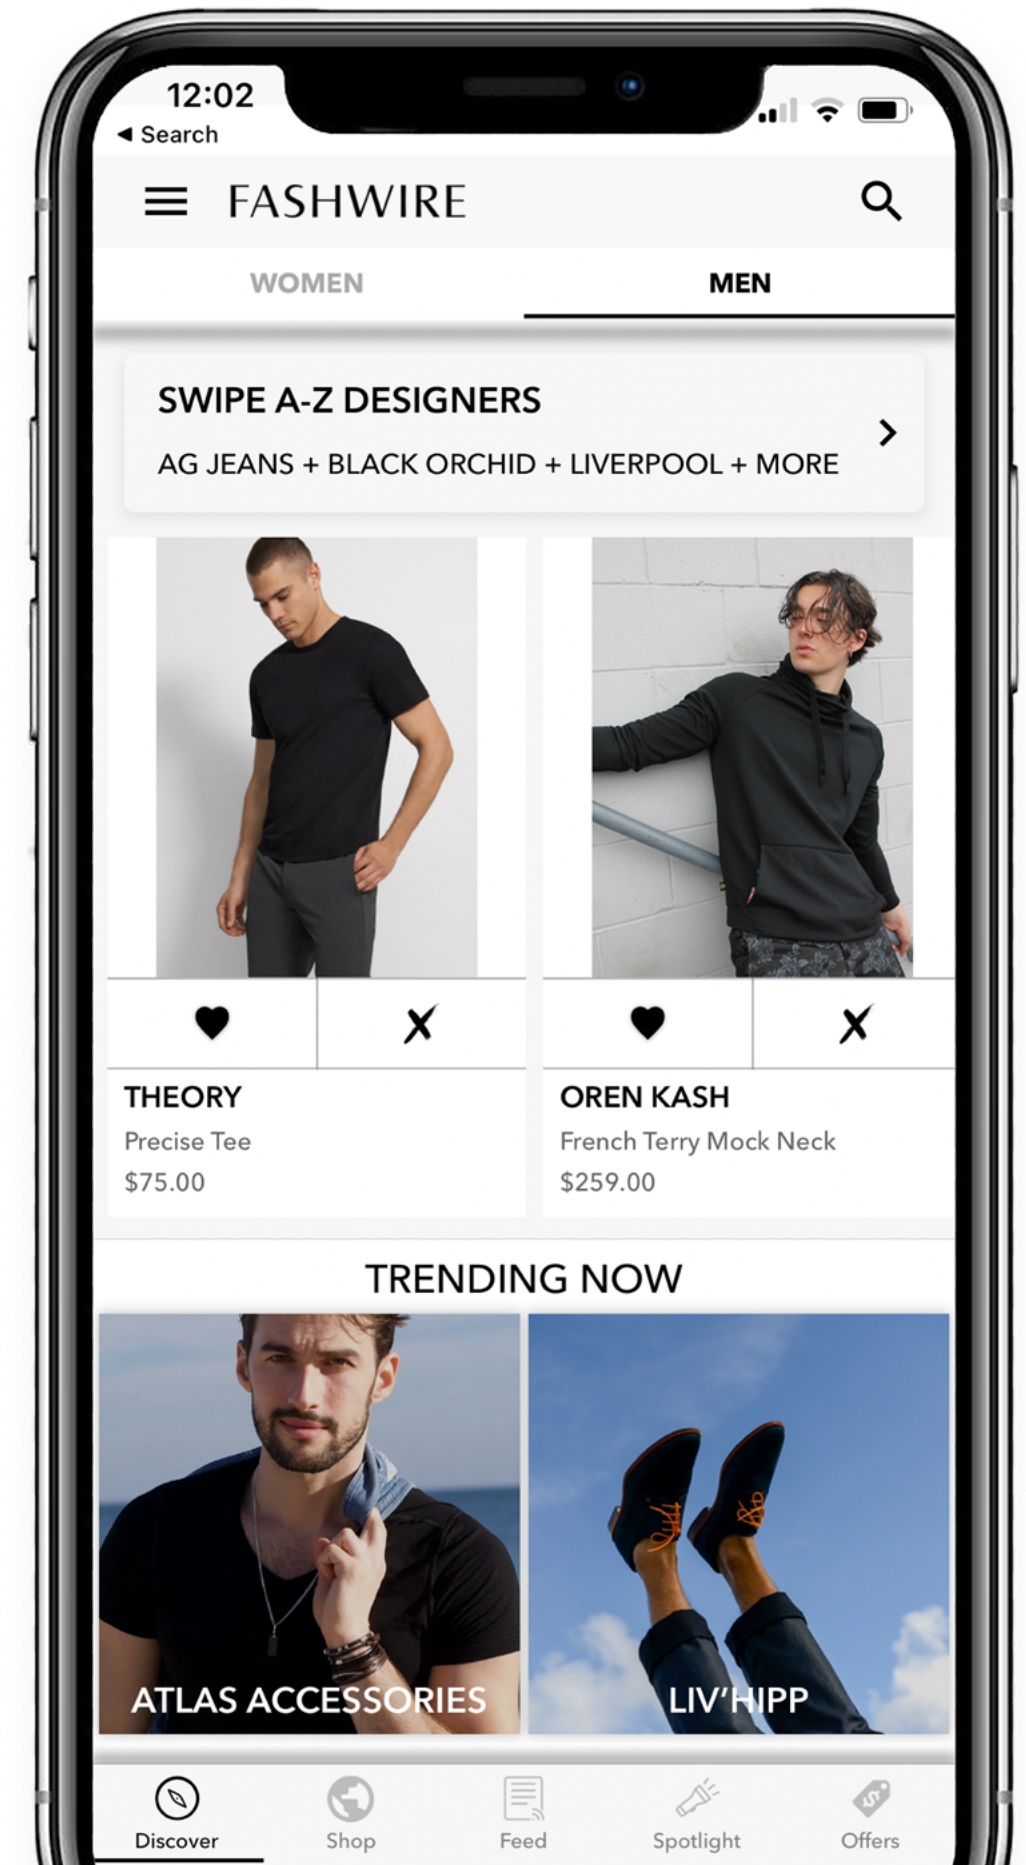 12:02
◀ Search
FASHWIRE
WOMEN
MEN
SWIPE A-Z DESIGNERS
AG JEANS + BLACK ORCHID + LIVERPOOL + MORE
THEORY
Precise Tee
$75.00
OREN KASH
French Terry Mock Neck
$259.00
TRENDING NOW
ATLAS ACCESSORIES
LIV'HIPP
Discover
Shop
Feed
Spotlight
Offers